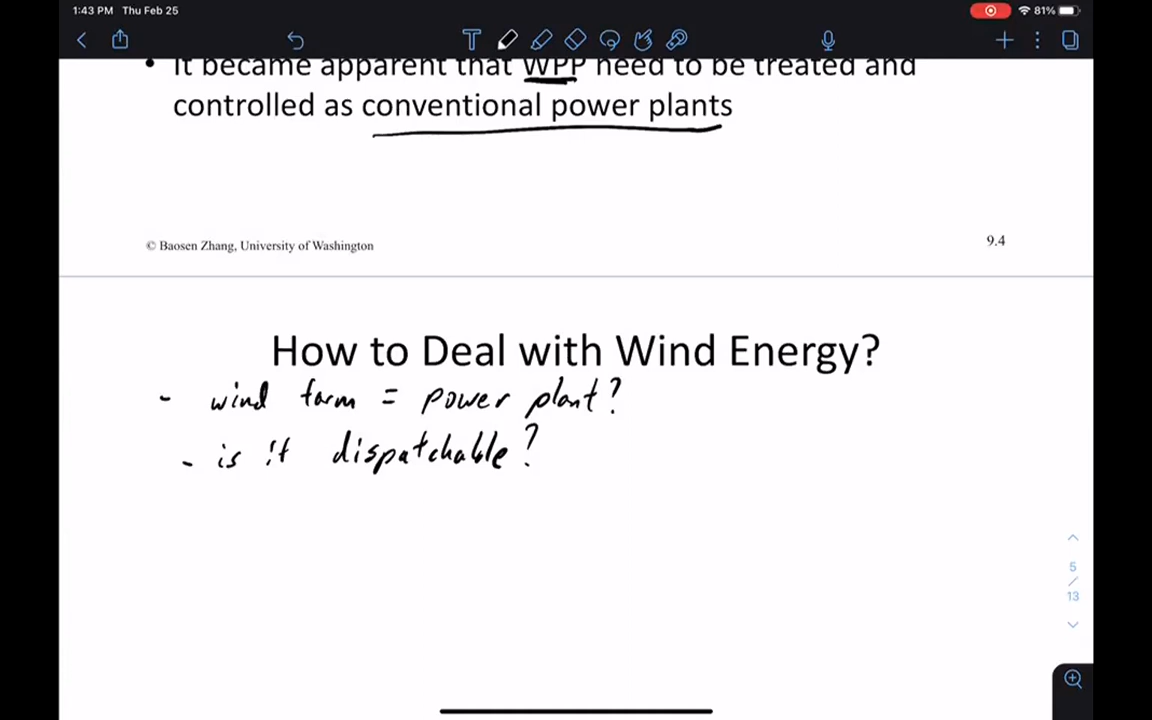 1:43 PM Thu Feb 25
81%
• It became apparent that WPP need to be treated and
controlled as conventional power plants
© Baosen Zhang, University of Washington
9.4
How to Deal with Wind Energy?
- wind farm = power plant?
- is it dispatchable?
5
/
13